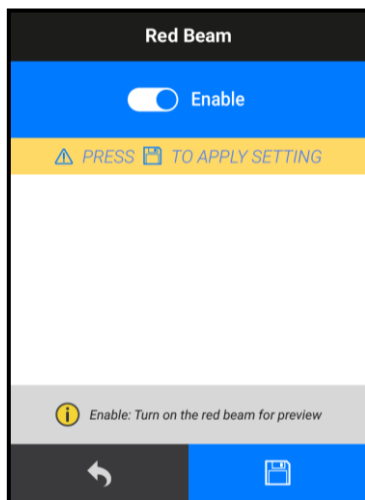 Red Beam
Enable
PRESS TO APPLY SETTING
Enable: Turn on the red beam for preview